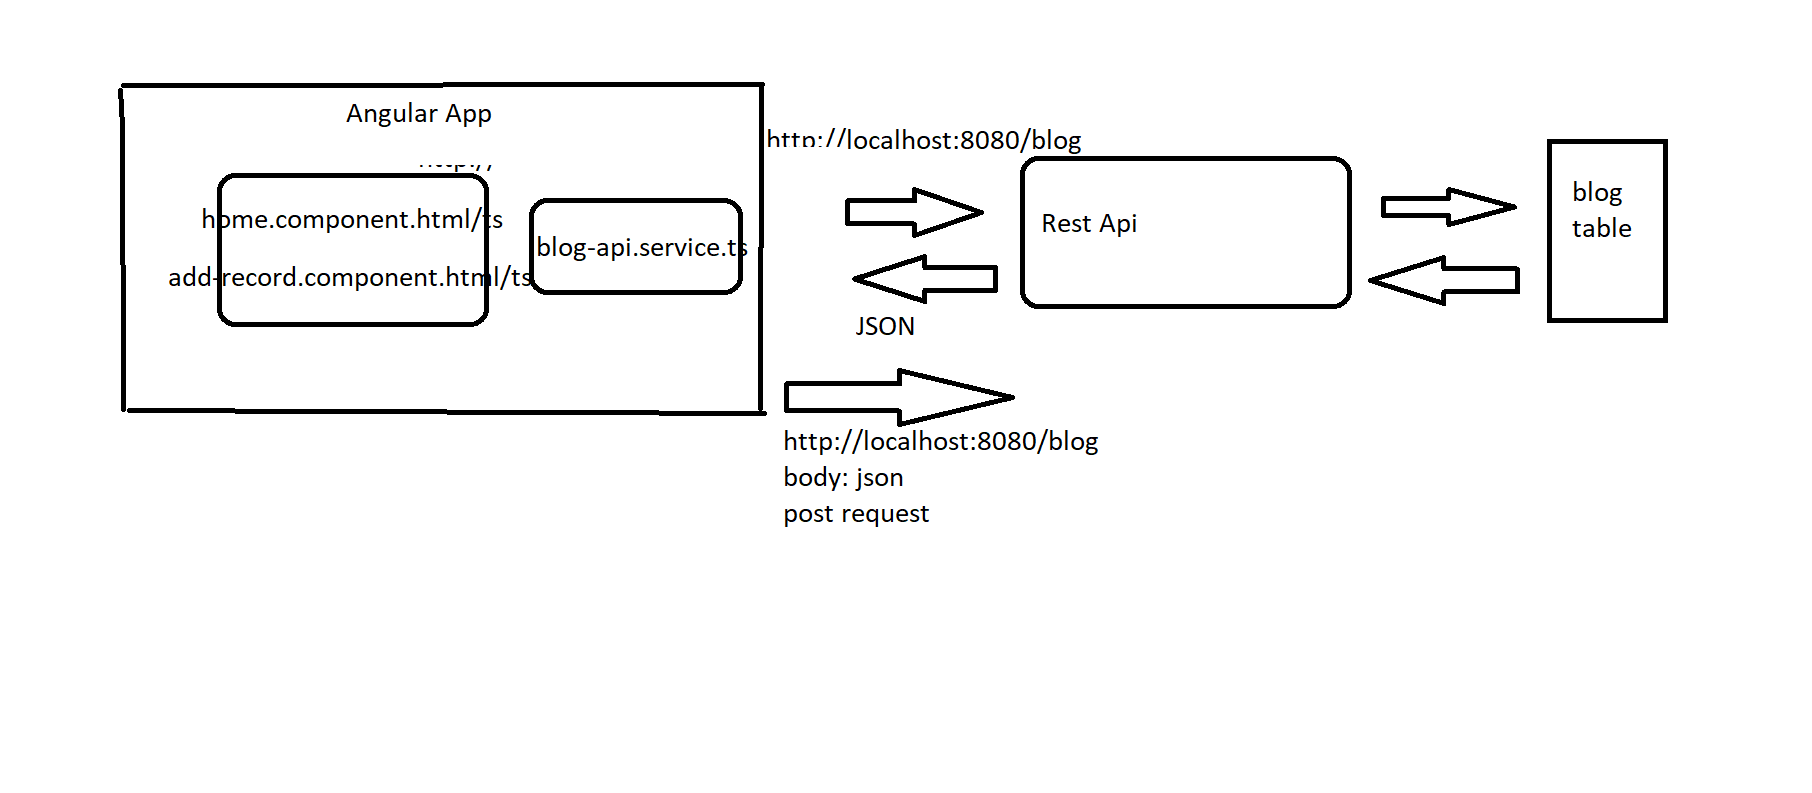 Angular App
http://
home.component.html/ts
add-record.component.html/ts
blog-api.service.ts
http://localhost:8080/blog
Rest Api
blog
table
JSON
http://localhost:8080/blog
body: json
post request